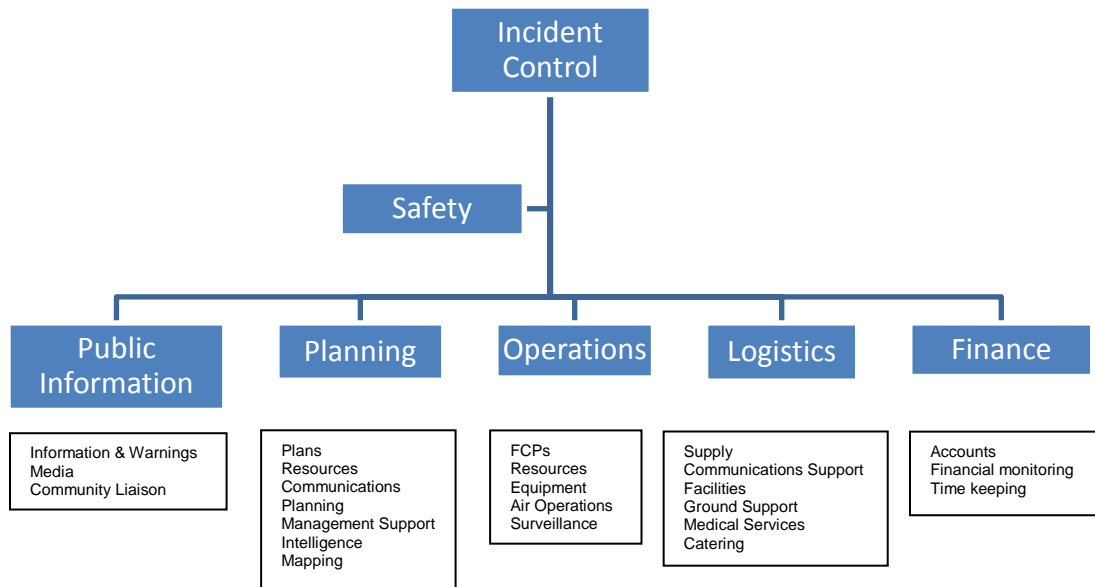 Incident
Control
Safety
Public
Information
Planning
Operations
Logistics
Finance
Information & Warnings
Media
Community Liaison
Plans
Resources
Communications
Planning
Management Support
Intelligence
Mapping
FCPs
Resources
Equipment
Air Operations
Surveillance
Supply
Communications Support
Facilities
Ground Support
Medical Services
Catering
Accounts
Financial monitoring
Time keeping